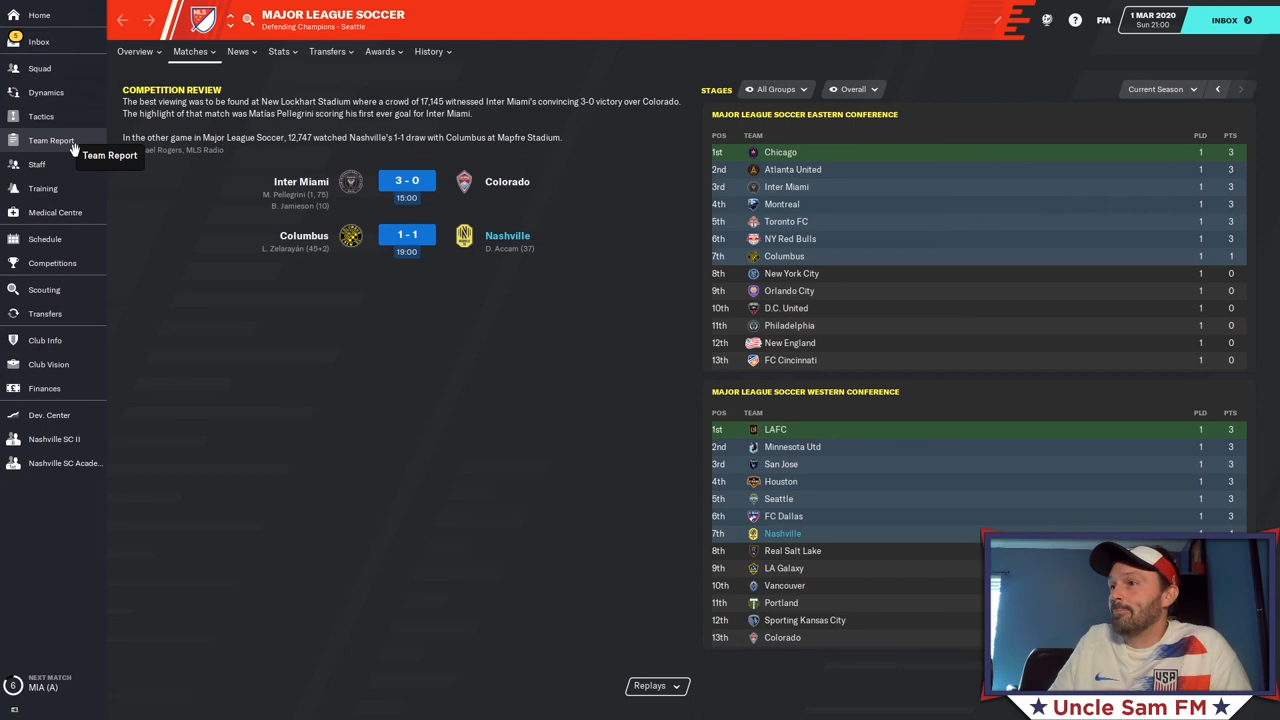 Home
5
Inbox
Squad
Dynamics
Tactics
Team Report
Team Report
Staff
Training
Medical Centre
Schedule
Competitions
Scouting
Transfers
Club Info
Club Vision
Finances
Dev. Center
Nashville SC II
Nashville SC Acade...
6
NEXT MATCH
MIA (A)
MLS
MAJOR LEAGUE SOCCER
Defending Champions - Seattle
?
FM
1 MAR 2020
Sun 21:00
INBOX
Overview
Matches
News
Stats
Transfers
Awards
History
COMPETITION REVIEW
The best viewing was to be found at New Lockhart Stadium where a crowd of 17,145 witnessed Inter Miami's convincing 3-0 victory over Colorado.
The highlight of that match was Matías Pellegrini scoring his first ever goal for Inter Miami.
In the other game in Major League Soccer, 12,747 watched Nashville's 1-1 draw with Columbus at Mapfre Stadium.
ael Rogers, MLS Radio
Inter Miami 3 - 0 Colorado
M. Pellegrini (1, 75) 15:00
B. Jamieson (10)
Columbus 1 - 1 Nashville
L. Zelarayán (45+2) 19:00 D. Accam (37)
Replays
STAGES All Groups Overall Current Season
MAJOR LEAGUE SOCCER EASTERN CONFERENCE
POS TEAM PLD PTS
1st Chicago 1 3
2nd Atlanta United 1 3
3rd Inter Miami 1 3
4th Montreal 1 3
5th Toronto FC 1 3
6th NY Red Bulls 1 3
7th Columbus 1 1
8th New York City 1 0
9th Orlando City 1 0
10th D.C. United 1 0
11th Philadelphia 1 0
12th New England 1 0
13th FC Cincinnati 1 0
MAJOR LEAGUE SOCCER WESTERN CONFERENCE
POS TEAM PLD PTS
1st LAFC 1 3
2nd Minnesota Utd 1 3
3rd San Jose 1 3
4th Houston 1 3
5th Seattle 1 3
6th FC Dallas 1 3
7th Nashville 1 1
8th Real Salt Lake
9th LA Galaxy
10th Vancouver
11th Portland
12th Sporting Kansas City
13th Colorado
USA
Uncle Sam FM